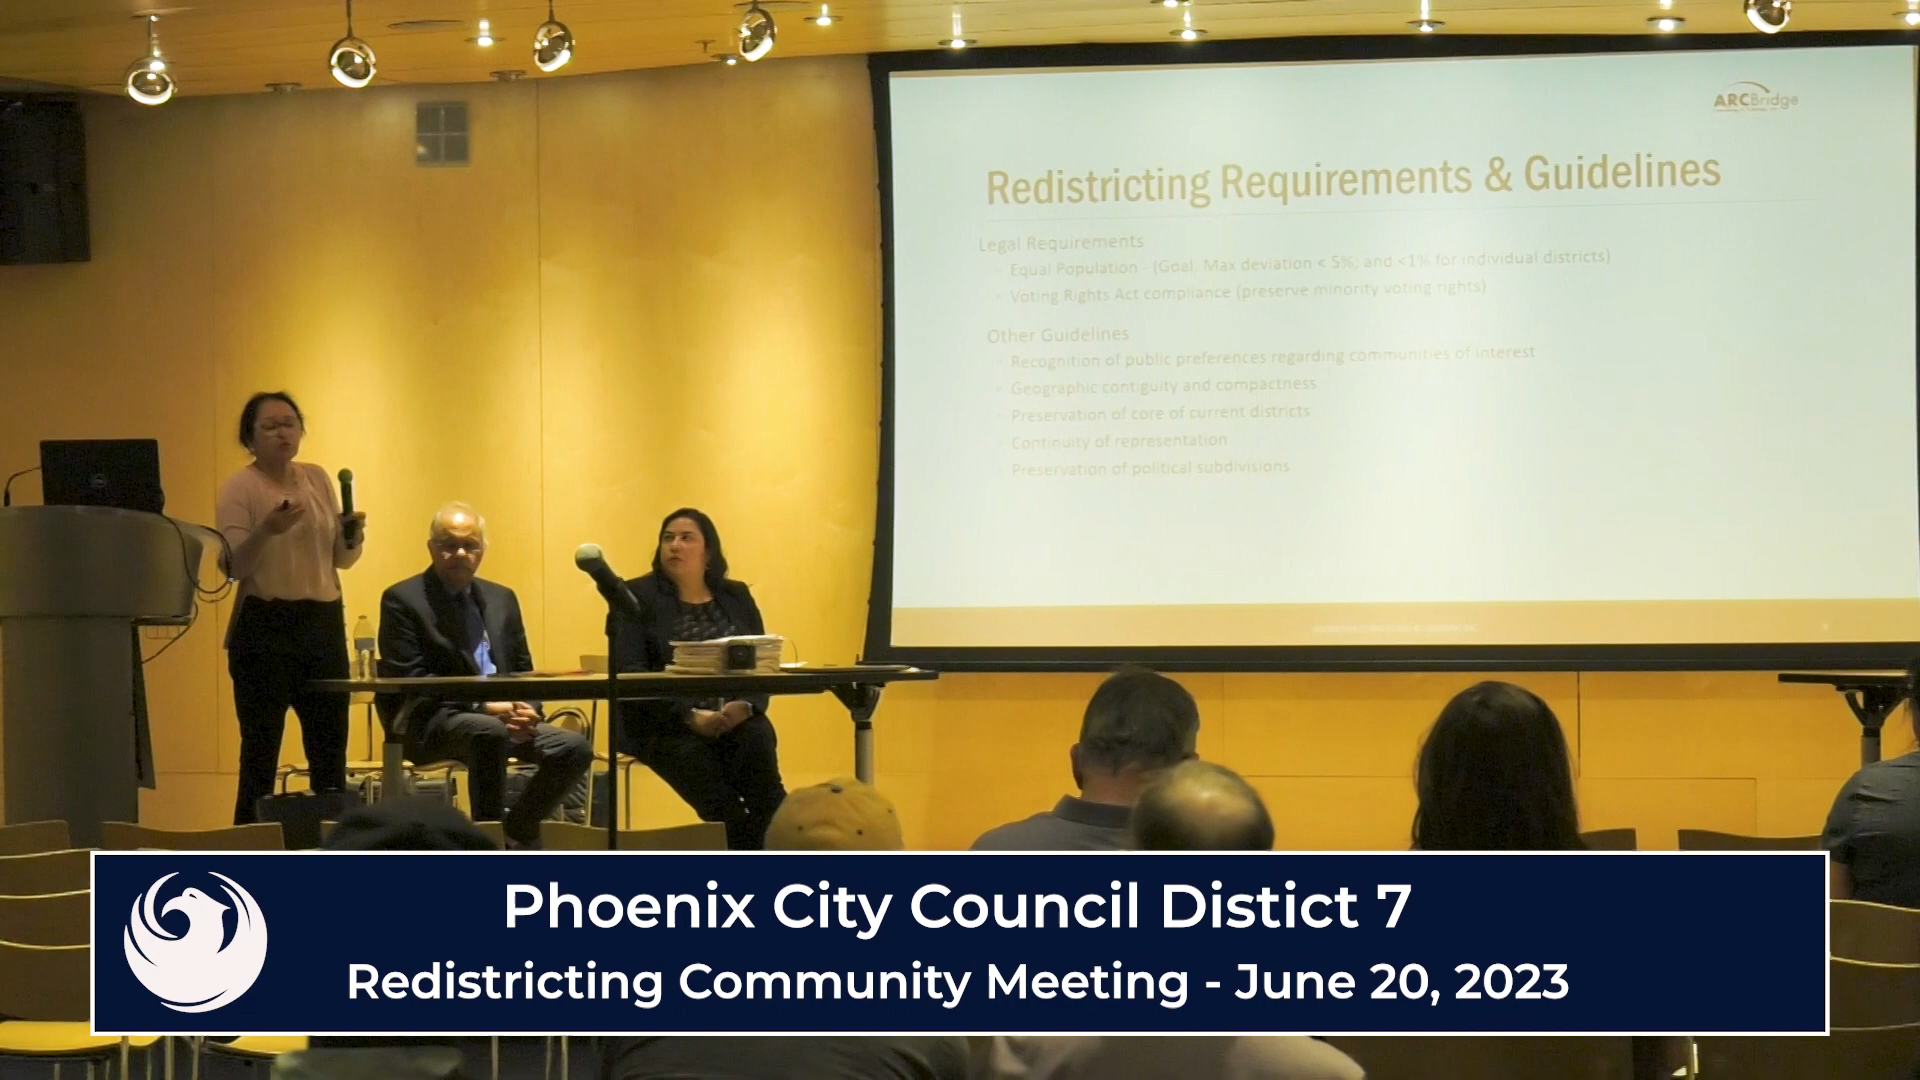 ARCBridge
Redistricting Requirements & Guidelines
Legal Requirements
Equal Population - (Goal: Max deviation < 5%; and <1% for individual districts)
Voting Rights Act compliance (preserve minority voting rights)
Other Guidelines
Recognition of public preferences regarding communities of interest
Geographic contiguity and compactness
Preservation of core of current districts
Continuity of representation
Preservation of political subdivisions
Phoenix City Council Distict 7
Redistricting Community Meeting - June 20, 2023